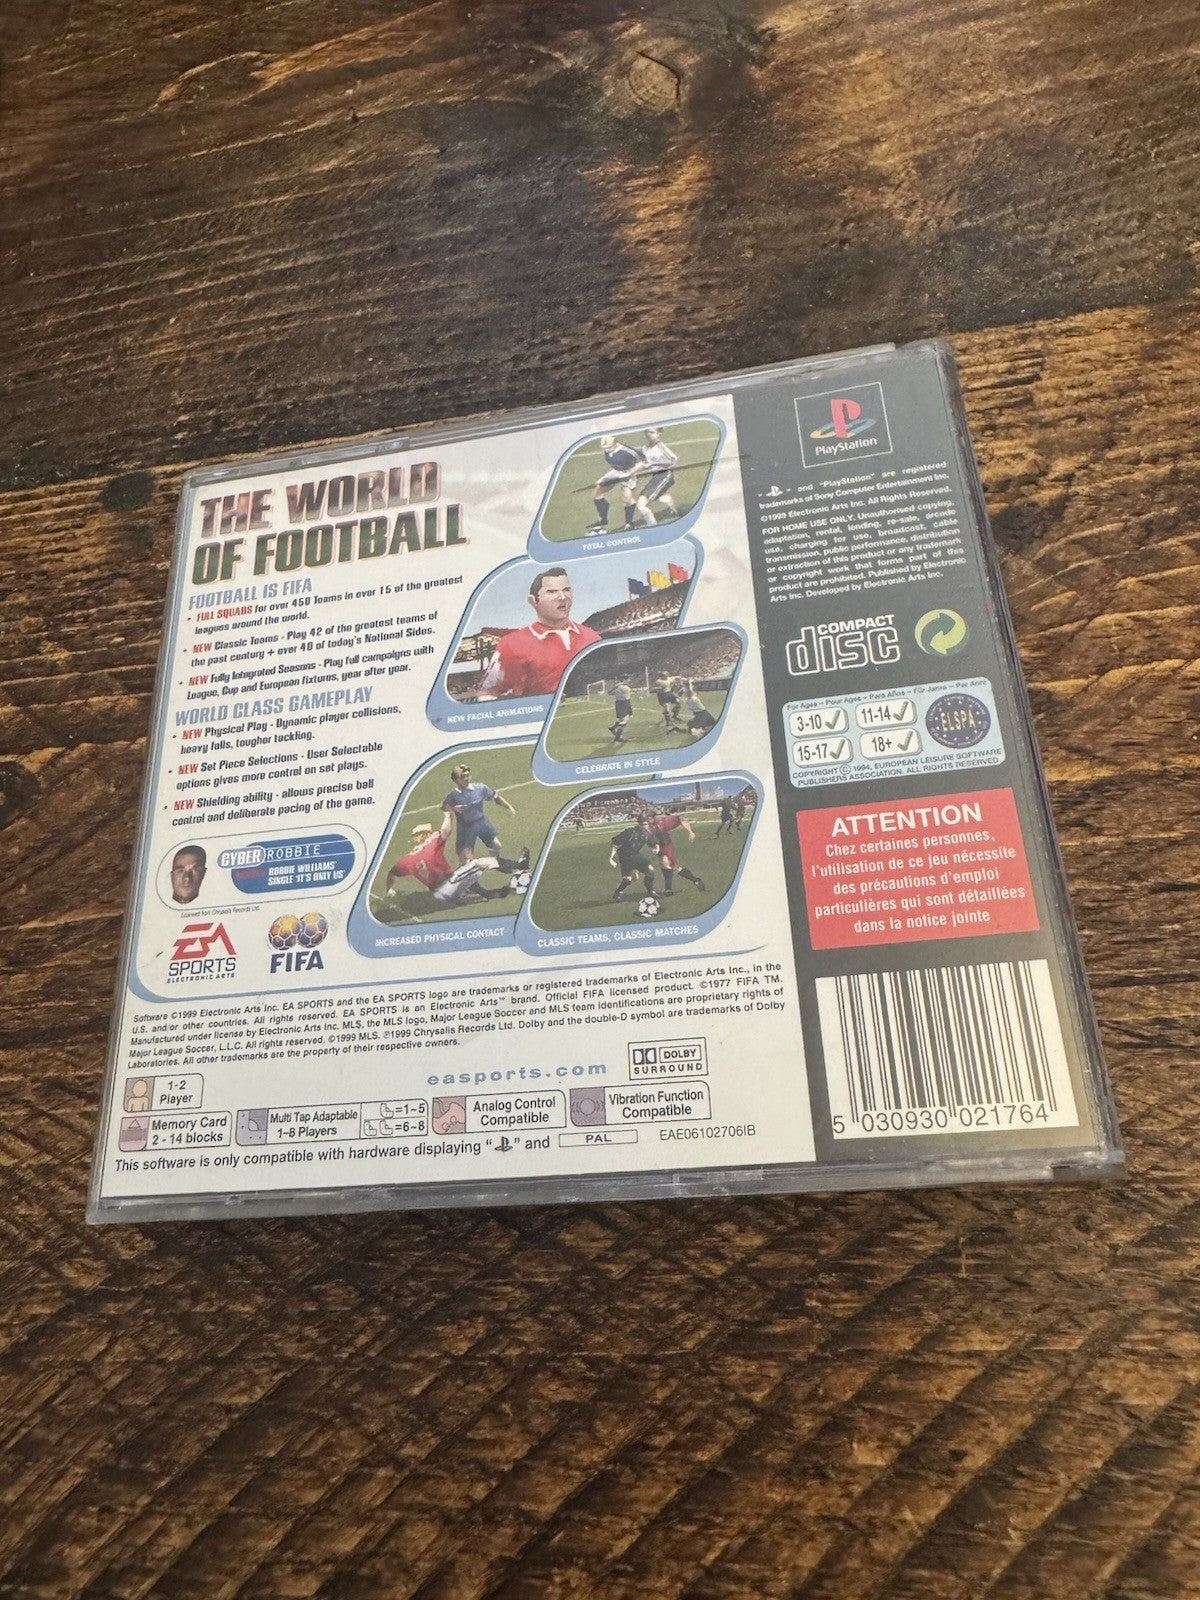 THE WORLD
OF FOOTBALL
FOOTBALL IS FIFA
• FULL SQUADS for over 450 Teams in over 15 of the greatest
leagues around the world.
• NEW Classic Teams - Play 42 of the greatest teams of
the past century + over 40 of today's National Sides.
• NEW Fully Integrated Seasons - Play full campaigns with
League, Cup and European fixtures, year after year.
WORLD CLASS GAMEPLAY
• NEW Physical Play - Dynamic player collisions,
heavy falls, tougher tackling.
• NEW Set Piece Selections - User Selectable
options gives more control on set plays.
• NEW Shielding ability - allows precise ball
control and deliberate pacing of the game.
CYBER ROBBIE
ROBBIE WILLIAMS'
SINGLE 'IT'S ONLY US'
Licensed from Chrysalis Records Ltd.
EA
SPORTS
ELECTRONIC ARTS
FIFA
TOTAL CONTROL
NEW FACIAL ANIMATIONS
CELEBRATE IN STYLE
INCREASED PHYSICAL CONTACT
CLASSIC TEAMS, CLASSIC MATCHES
Software ©1999 Electronic Arts Inc. EA SPORTS and the EA SPORTS logo are trademarks or registered trademarks of Electronic Arts Inc., in the
U.S. and/or other countries. All rights reserved. EA SPORTS is an Electronic Arts™ brand. Official FIFA licensed product. ©1977 FIFA TM.
Manufactured under license by Electronic Arts Inc. MLS, the MLS logo, Major League Soccer and MLS team identifications are proprietary rights of
Major League Soccer, L.L.C. All rights reserved. ©1999 MLS. ℗1999 Chrysalis Records Ltd. Dolby and the double-D symbol are trademarks of Dolby
Laboratories. All other trademarks are the property of their respective owners.
easports.com
DOLBY
SURROUND
1-2
Player
Memory Card
2 - 14 blocks
Multi Tap Adaptable
1-8 Players
=1~5
=6~8
Analog Control
Compatible
Vibration Function
Compatible
This software is only compatible with hardware displaying " " and PAL
EAE06102706IB
PlayStation
" " and "PlayStation" are registered
trademarks of Sony Computer Entertainment Inc.
©1999 Electronic Arts Inc. All Rights Reserved.
FOR HOME USE ONLY. Unauthorised copying,
adaptation, rental, lending, re-sale, arcade
use, charging for use, broadcast, cable
transmission, public performance, distribution
or extraction of this product or any trademark
or copyright work that forms part of this
product are prohibited. Published by Electronic
Arts Inc. Developed by Electronic Arts Inc.
COMPACT
disc
For Ages - Pour Ages - Para Años - Für Jahre - Per Anni
3-10 11-14
15-17 18+
ELSPA
COPYRIGHT © 1994, EUROPEAN LEISURE SOFTWARE
PUBLISHERS ASSOCIATION. ALL RIGHTS RESERVED
ATTENTION
Chez certaines personnes,
l'utilisation de ce jeu nécessite
des précautions d'emploi
particulières qui sont détaillées
dans la notice jointe
5 030930 021764